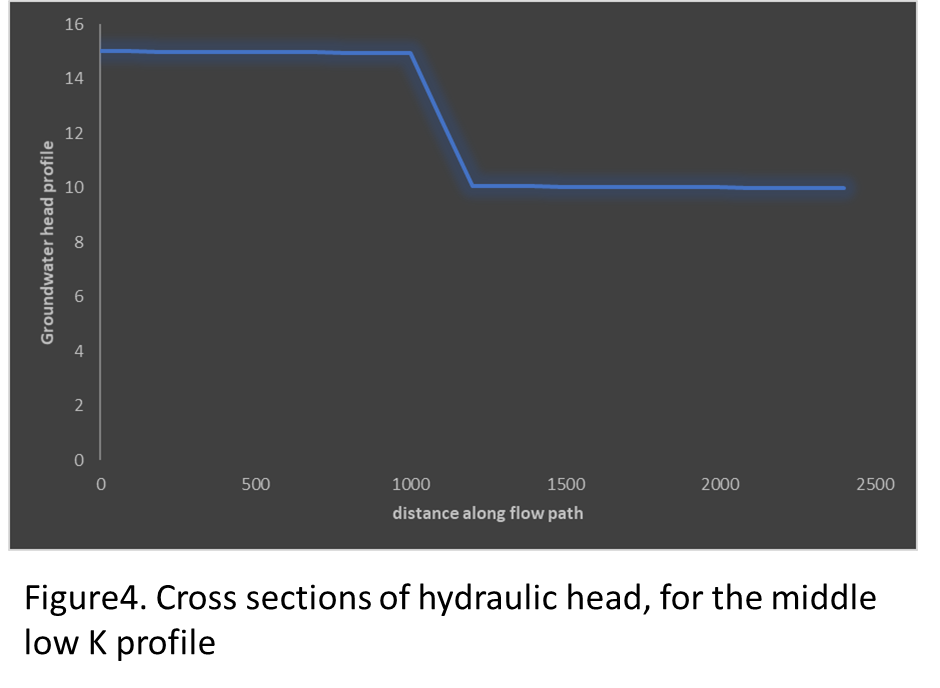 16
14
12
10
8
6
4
2
0
Groundwater head profile
0 500 1000 1500 2000 2500
distance along flow path
Figure4. Cross sections of hydraulic head, for the middle
low K profile